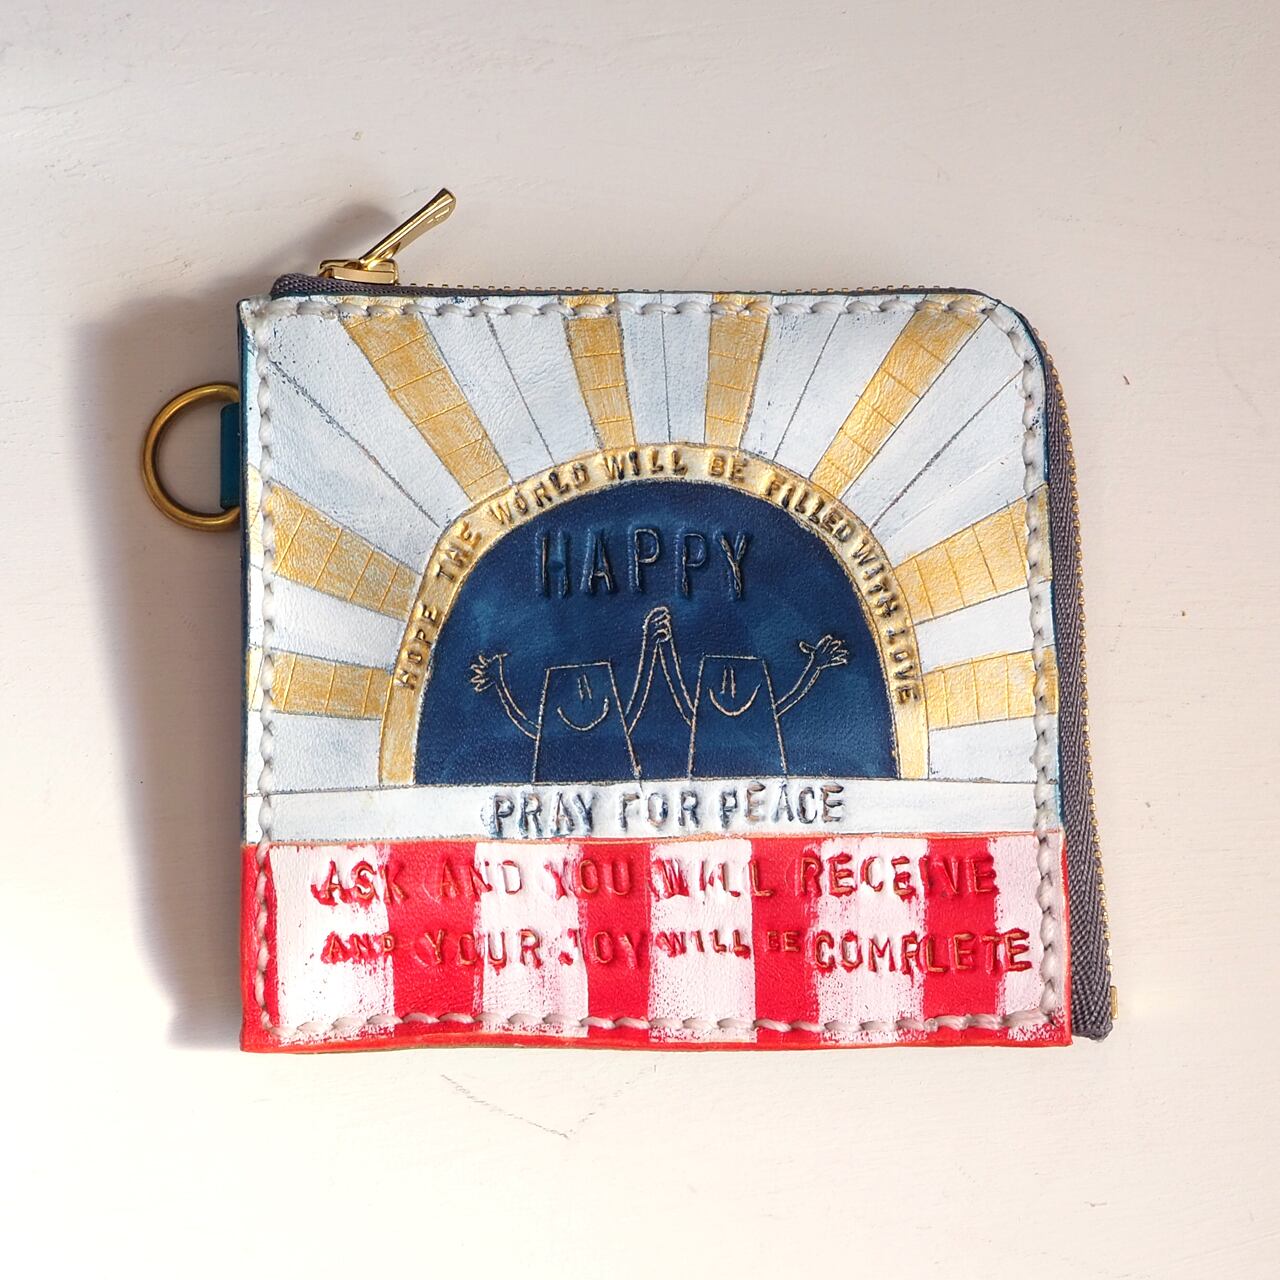 HOPE THE WORLD WILL BE FILLED WITH LOVE
HAPPY
PRAY FOR PEACE
ASK AND YOU WILL RECEIVE
AND YOUR JOY WILL BE COMPLETE